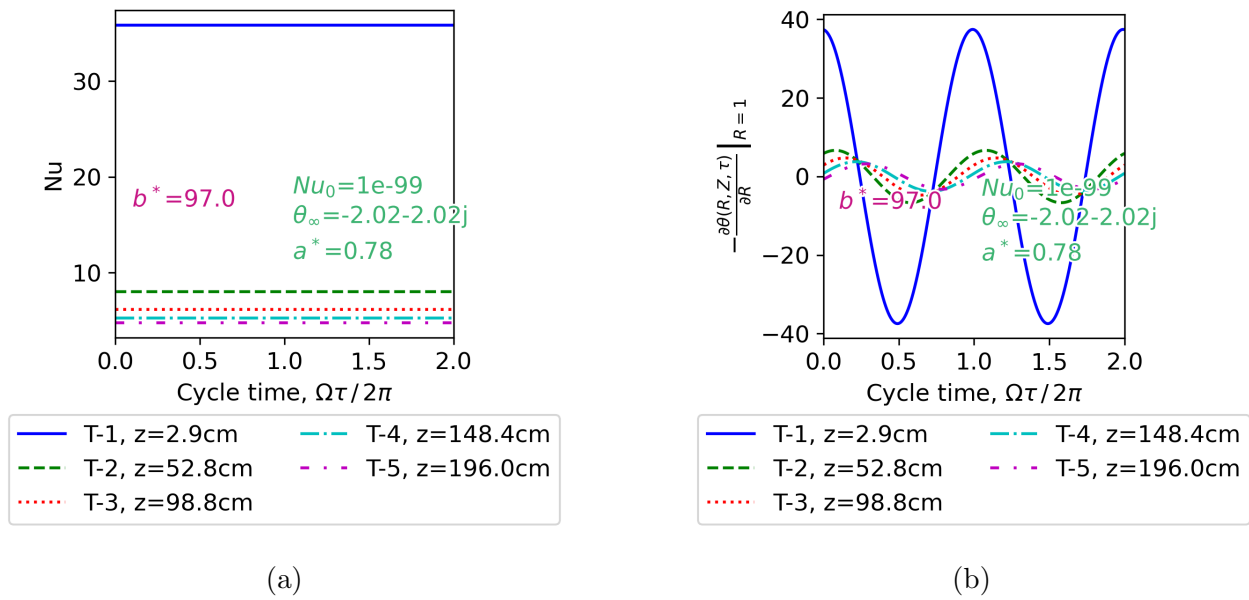 30
20
10
Nu
b*=97.0
Nu₀=1e-99
θ∞=-2.02-2.02j
a*=0.78
0.0 0.5 1.0 1.5 2.0
Cycle time, Ωτ/2π
T-1, z=2.9cm
T-2, z=52.8cm
T-3, z=98.8cm
T-4, z=148.4cm
T-5, z=196.0cm
(a)
40
20
0
−20
−40
−∂θ(R, Z, τ)/∂R|R=1
b*=97.0
Nu₀=1e-99
θ∞=-2.02-2.02j
a*=0.78
0.0 0.5 1.0 1.5 2.0
Cycle time, Ωτ/2π
T-1, z=2.9cm
T-2, z=52.8cm
T-3, z=98.8cm
T-4, z=148.4cm
T-5, z=196.0cm
(b)